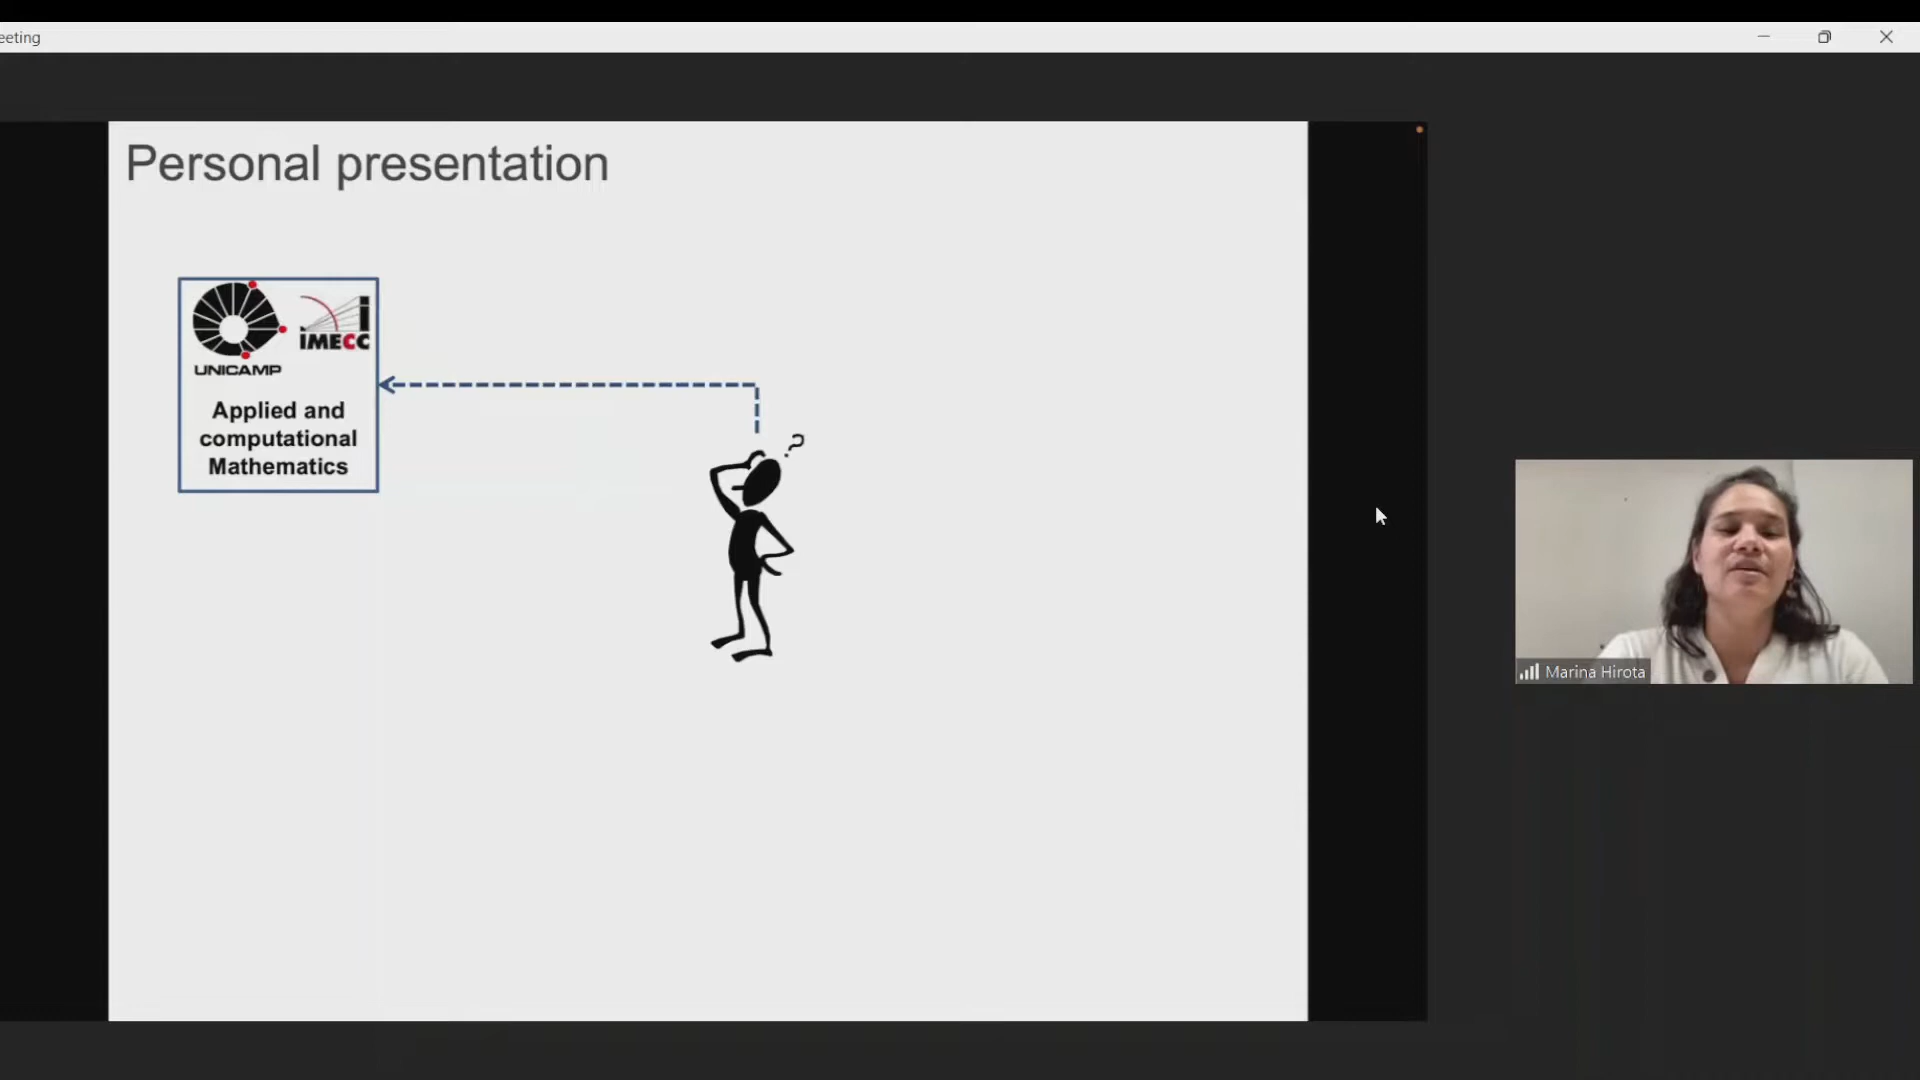 eeting
Personal presentation
UNICAMP
IMECC
Applied and
computational
Mathematics
?
Marina Hirota